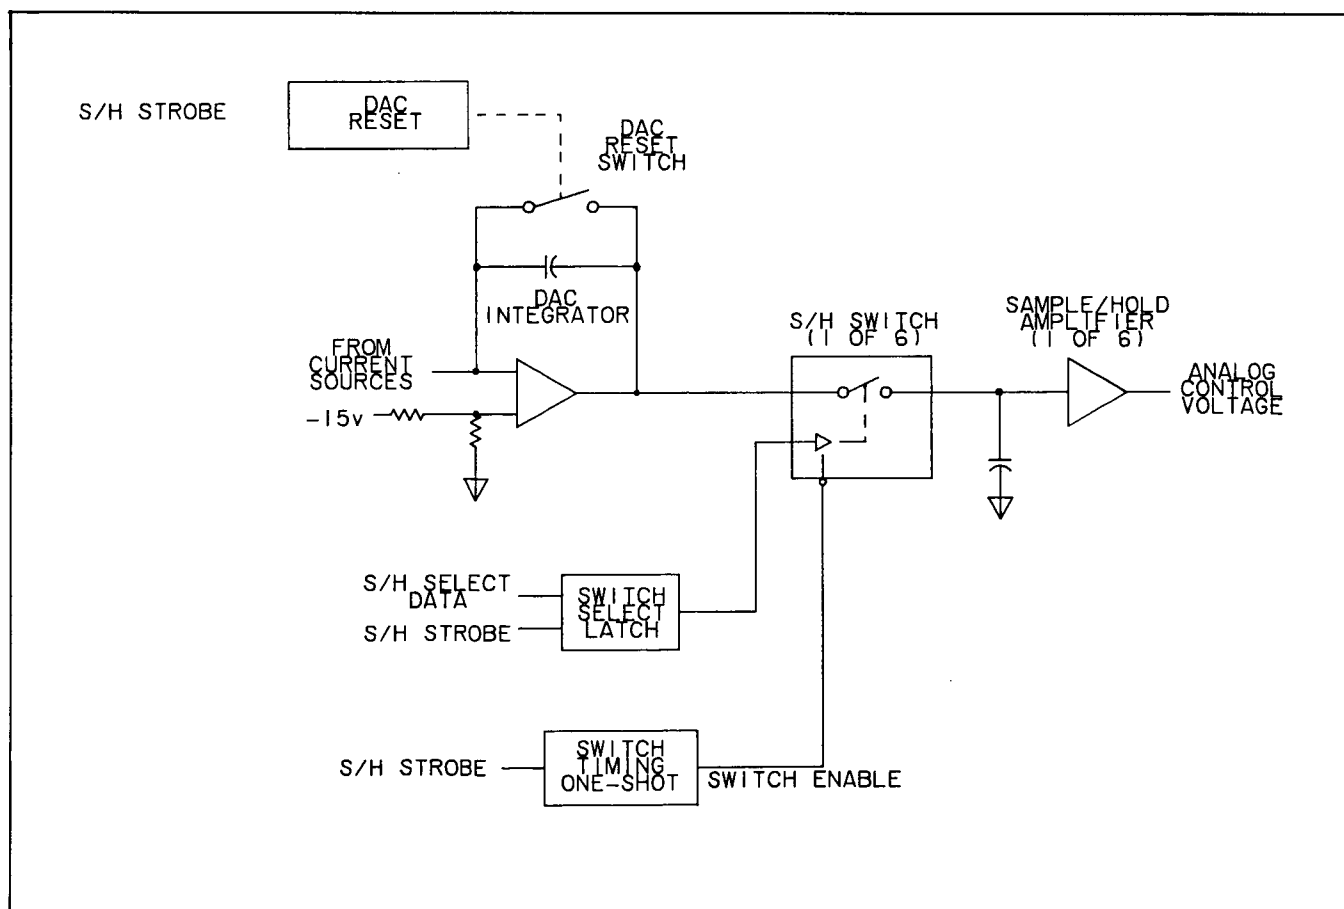 S/H STROBE
DAC
RESET
DAC
RESET
SWITCH
DAC
INTEGRATOR
FROM
CURRENT
SOURCES
-15v
S/H SWITCH
(1 OF 6)
SAMPLE/HOLD
AMPLIFIER
(1 OF 6)
ANALOG
CONTROL
VOLTAGE
S/H SELECT
DATA
S/H STROBE
SWITCH
SELECT
LATCH
S/H STROBE
SWITCH
TIMING
ONE-SHOT
SWITCH ENABLE